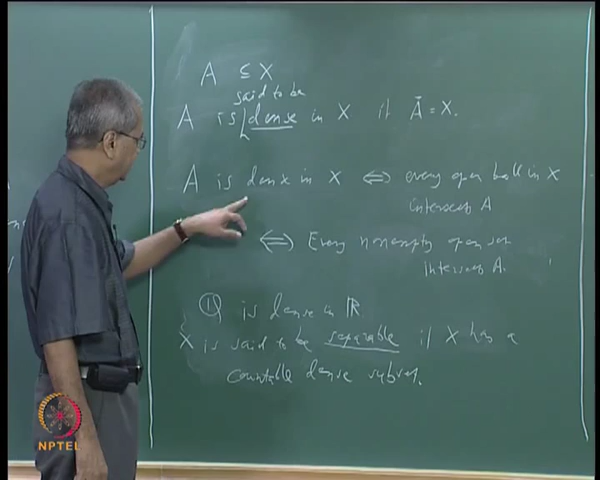 A ⊆ X
said to be
A is dense in X if Ā = X.
A is dense in X ⟺ every open ball in X
intersects A
⟺ Every nonempty open set
intersects A.
ℚ is dense in ℝ
X is said to be separable if X has a
countable dense subset.
NPTEL